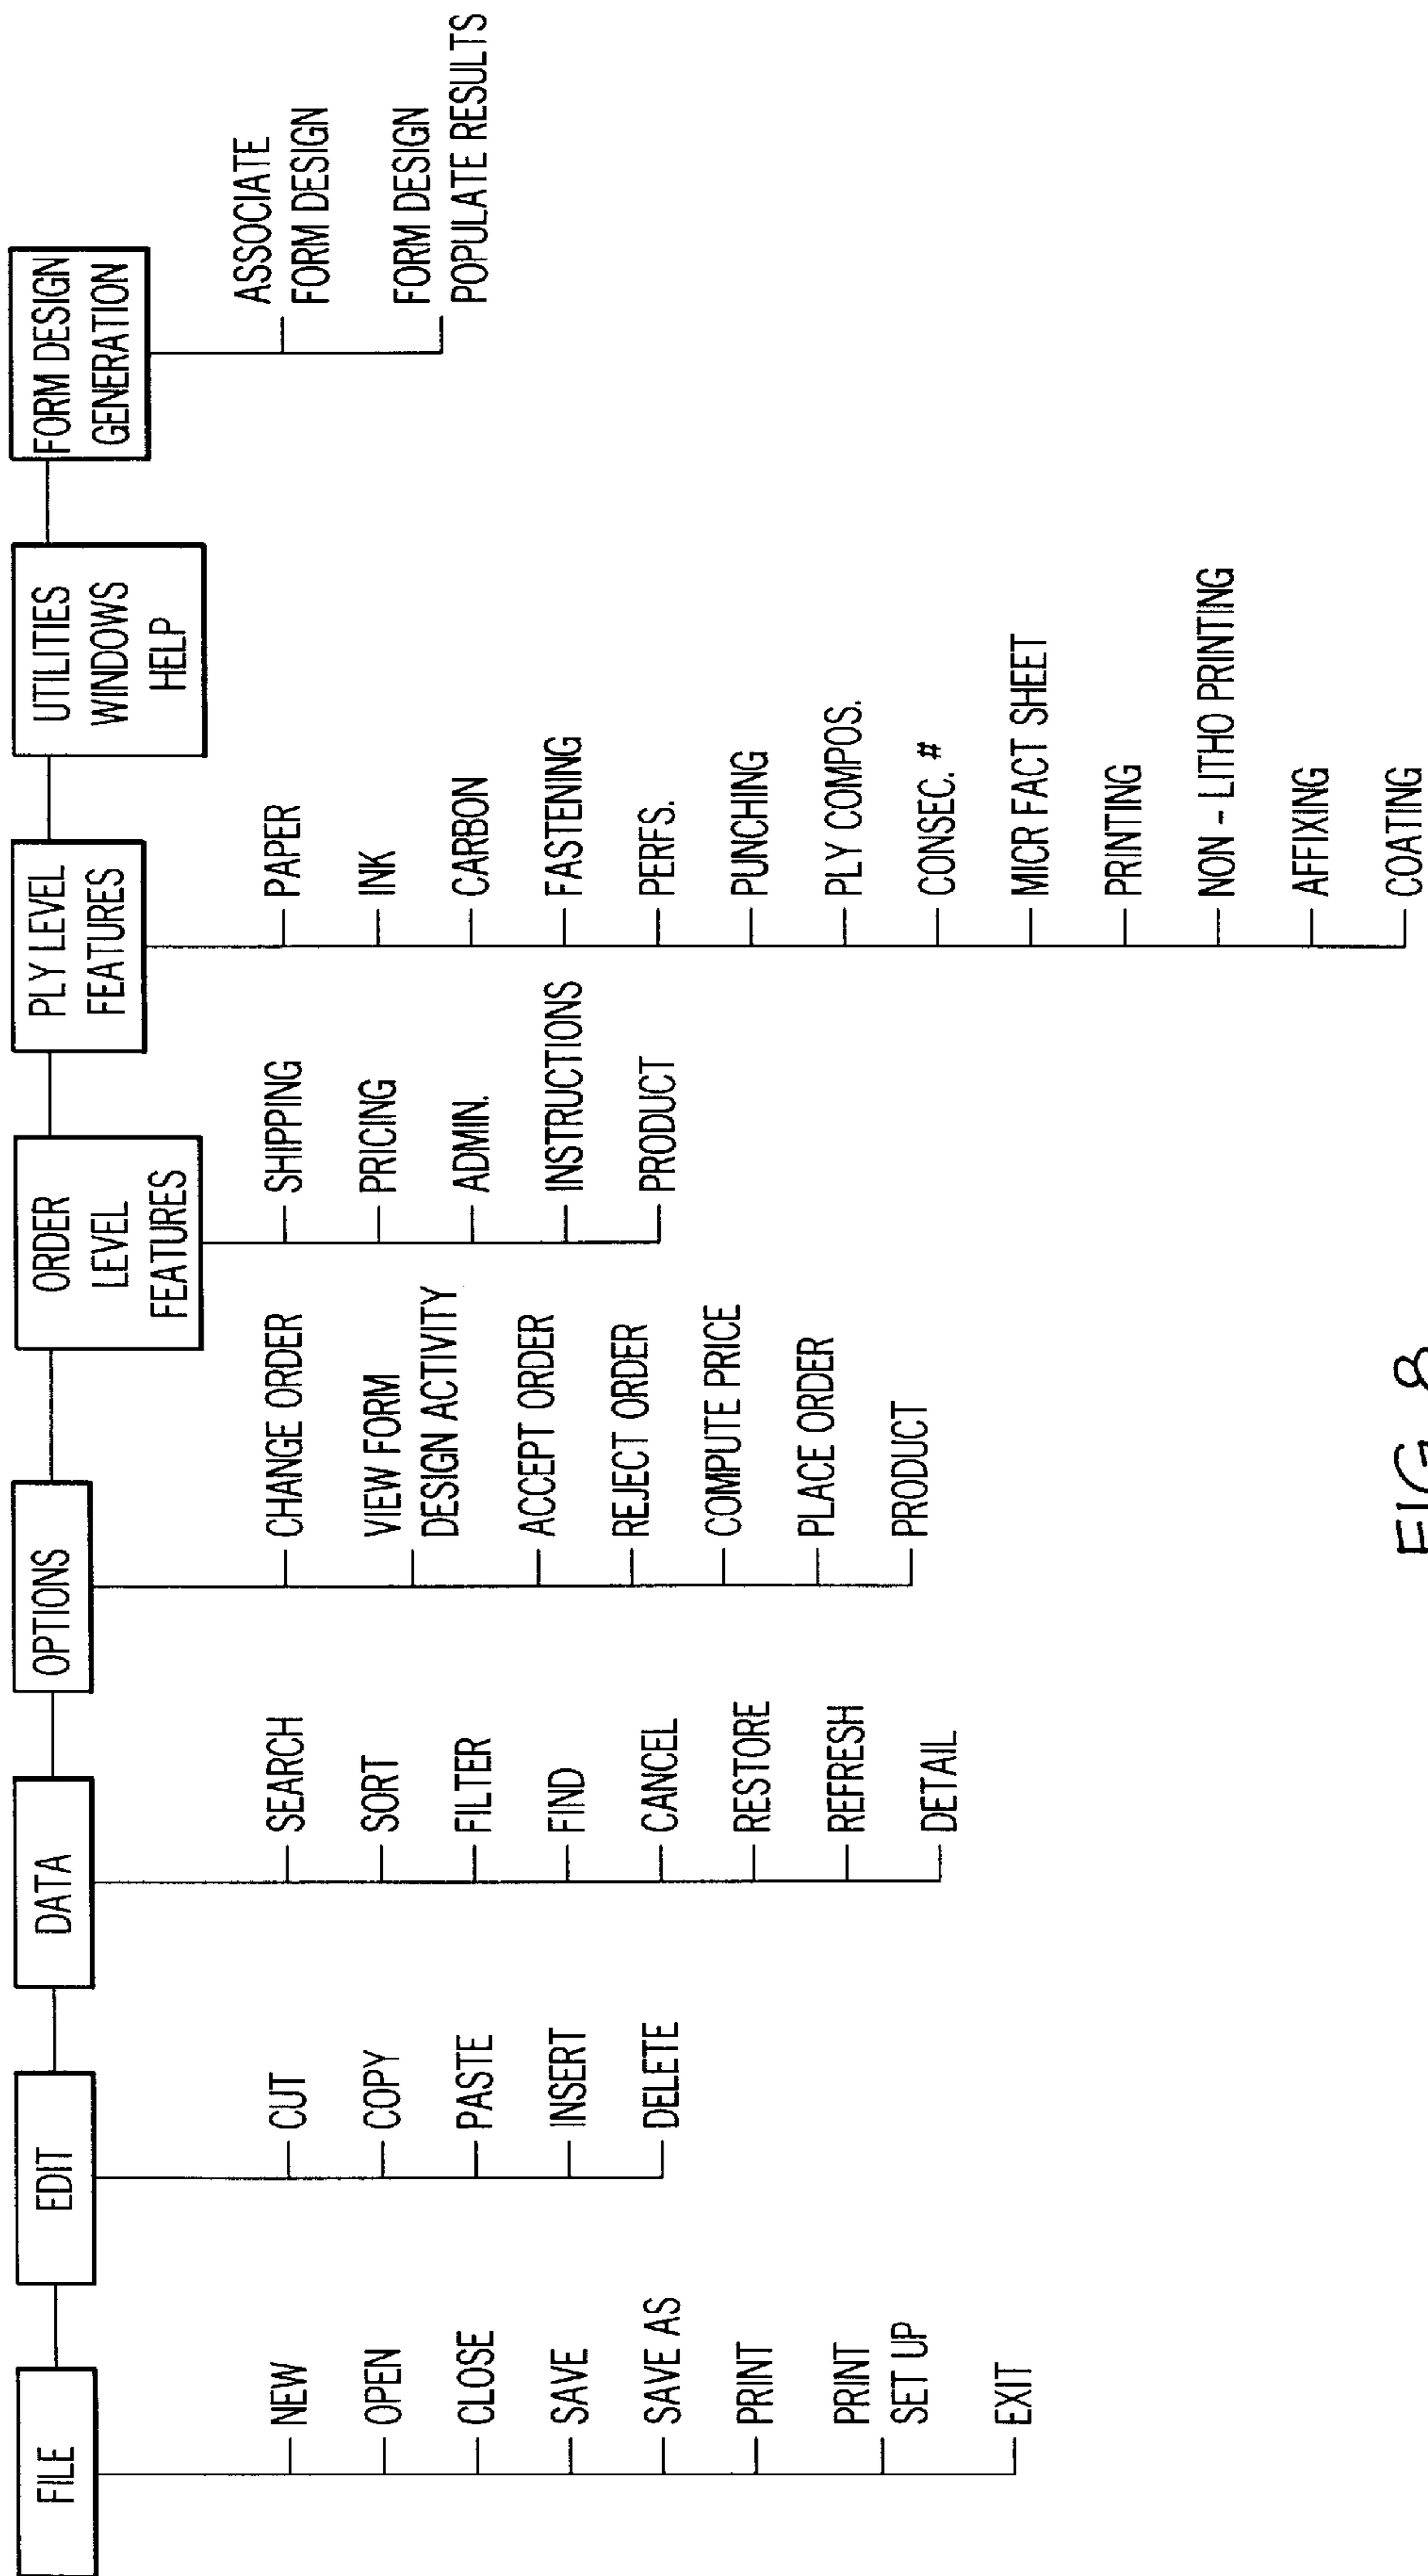 FILE
NEW
OPEN
CLOSE
SAVE
SAVE AS
PRINT
PRINT
SET UP
EXIT
EDIT
CUT
COPY
PASTE
INSERT
DELETE
DATA
SEARCH
SORT
FILTER
FIND
CANCEL
RESTORE
REFRESH
DETAIL
OPTIONS
CHANGE ORDER
VIEW FORM
DESIGN ACTIVITY
ACCEPT ORDER
REJECT ORDER
COMPUTE PRICE
PLACE ORDER
PRODUCT
ORDER
LEVEL
FEATURES
SHIPPING
PRICING
ADMIN.
INSTRUCTIONS
PRODUCT
PLY LEVEL
FEATURES
PAPER
INK
CARBON
FASTENING
PERFS.
PUNCHING
PLY COMPOS.
CONSEC. #
MICR FACT SHEET
PRINTING
NON - LITHO PRINTING
AFFIXING
COATING
UTILITIES
WINDOWS
HELP
FORM DESIGN
GENERATION
ASSOCIATE
FORM DESIGN
FORM DESIGN
POPULATE RESULTS
FIG 8